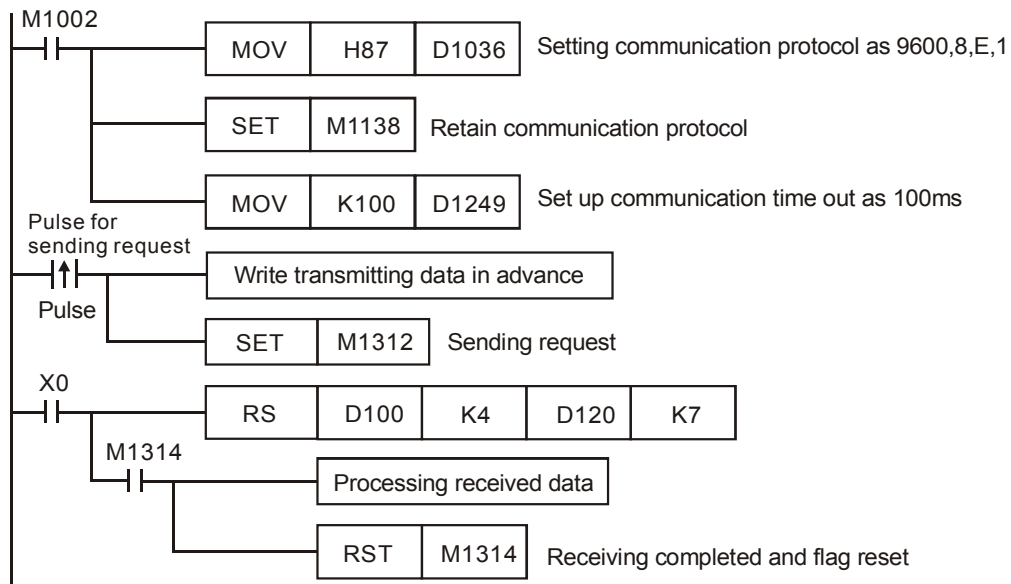 M1002
MOV H87 D1036 Setting communication protocol as 9600,8,E,1
SET M1138 Retain communication protocol
MOV K100 D1249 Set up communication time out as 100ms
Pulse for
sending request
Write transmitting data in advance
Pulse
SET M1312 Sending request
X0
RS D100 K4 D120 K7
M1314
Processing received data
RST M1314 Receiving completed and flag reset